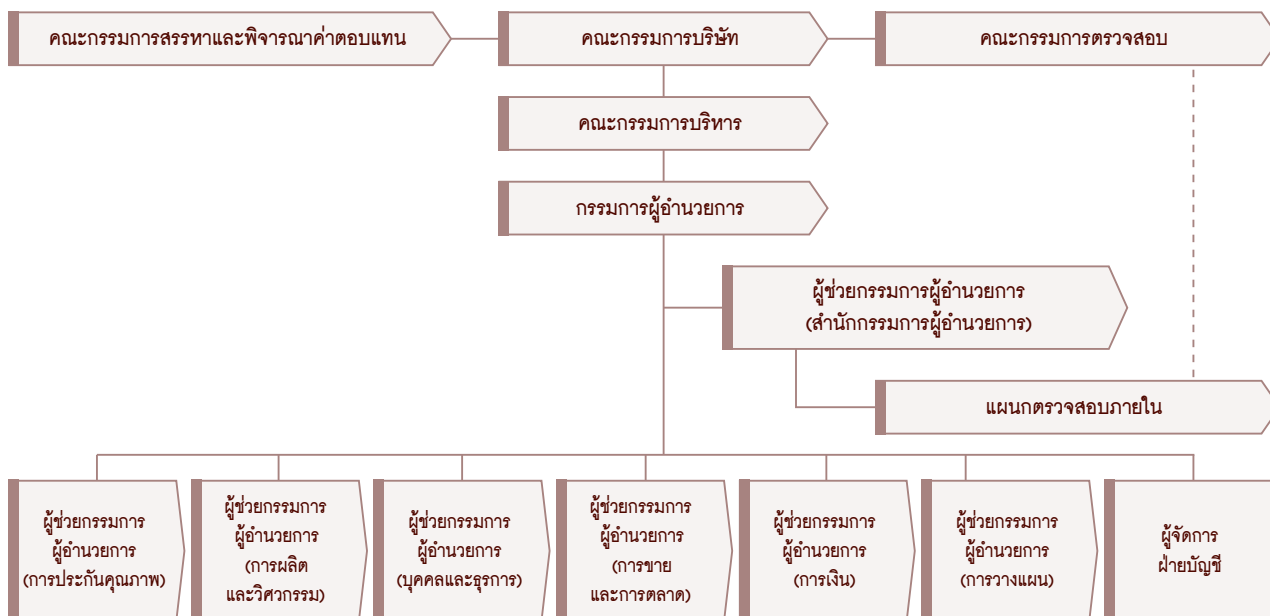 คณะกรรมการสรรหาและพิจารณาค่าตอบแทน
คณะกรรมการบริษัท
คณะกรรมการตรวจสอบ
คณะกรรมการบริหาร
กรรมการผู้อำนวยการ
ผู้ช่วยกรรมการผู้อำนวยการ
(สำนักกรรมการผู้อำนวยการ)
แผนกตรวจสอบภายใน
ผู้ช่วยกรรมการ
ผู้อำนวยการ
(การประกันคุณภาพ)
ผู้ช่วยกรรมการ
ผู้อำนวยการ
(การผลิต
และวิศวกรรม)
ผู้ช่วยกรรมการ
ผู้อำนวยการ
(บุคคลและธุรการ)
ผู้ช่วยกรรมการ
ผู้อำนวยการ
(การขาย
และการตลาด)
ผู้ช่วยกรรมการ
ผู้อำนวยการ
(การเงิน)
ผู้ช่วยกรรมการ
ผู้อำนวยการ
(การวางแผน)
ผู้จัดการ
ฝ่ายบัญชี